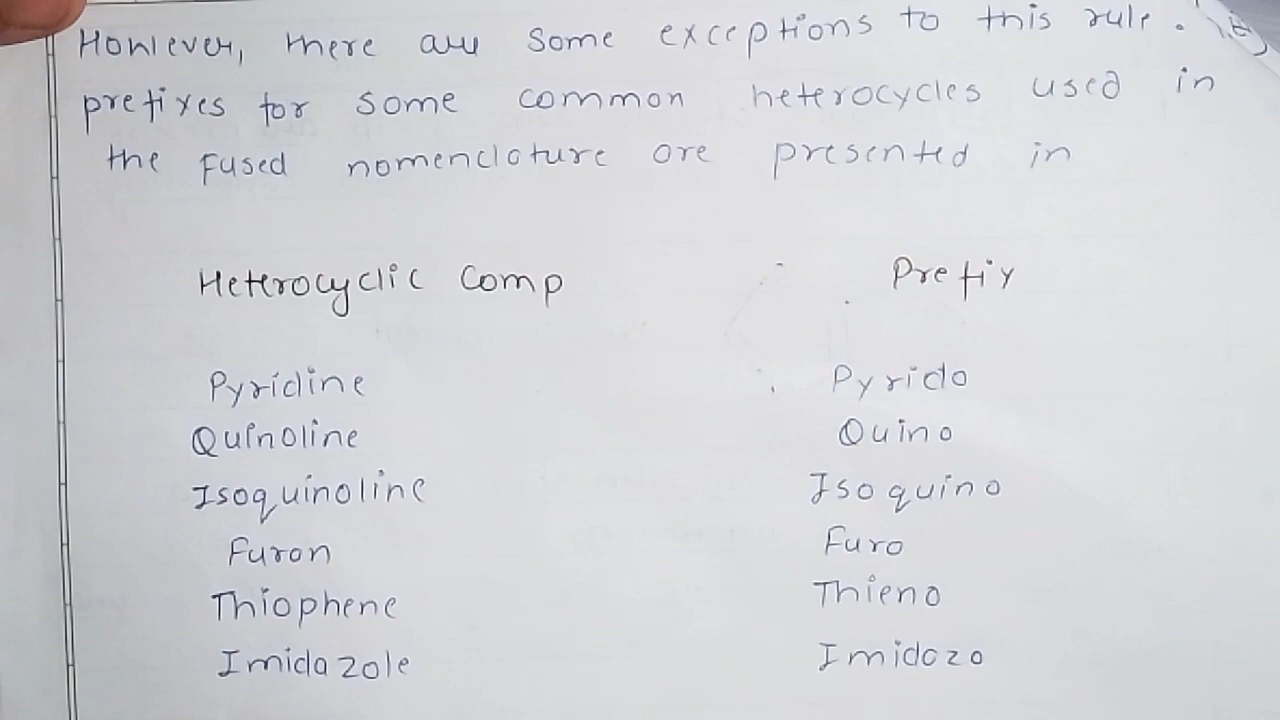 However, there are some exceptions to this rule.
prefixes for some common heterocycles used in
the Fused nomenclature are presented in
Heterocyclic Comp Prefix
Pyridine Pyrido
Quinoline Quino
Isoquinoline Isoquino
Furan Furo
Thiophene Thieno
Imidazole Imidazo